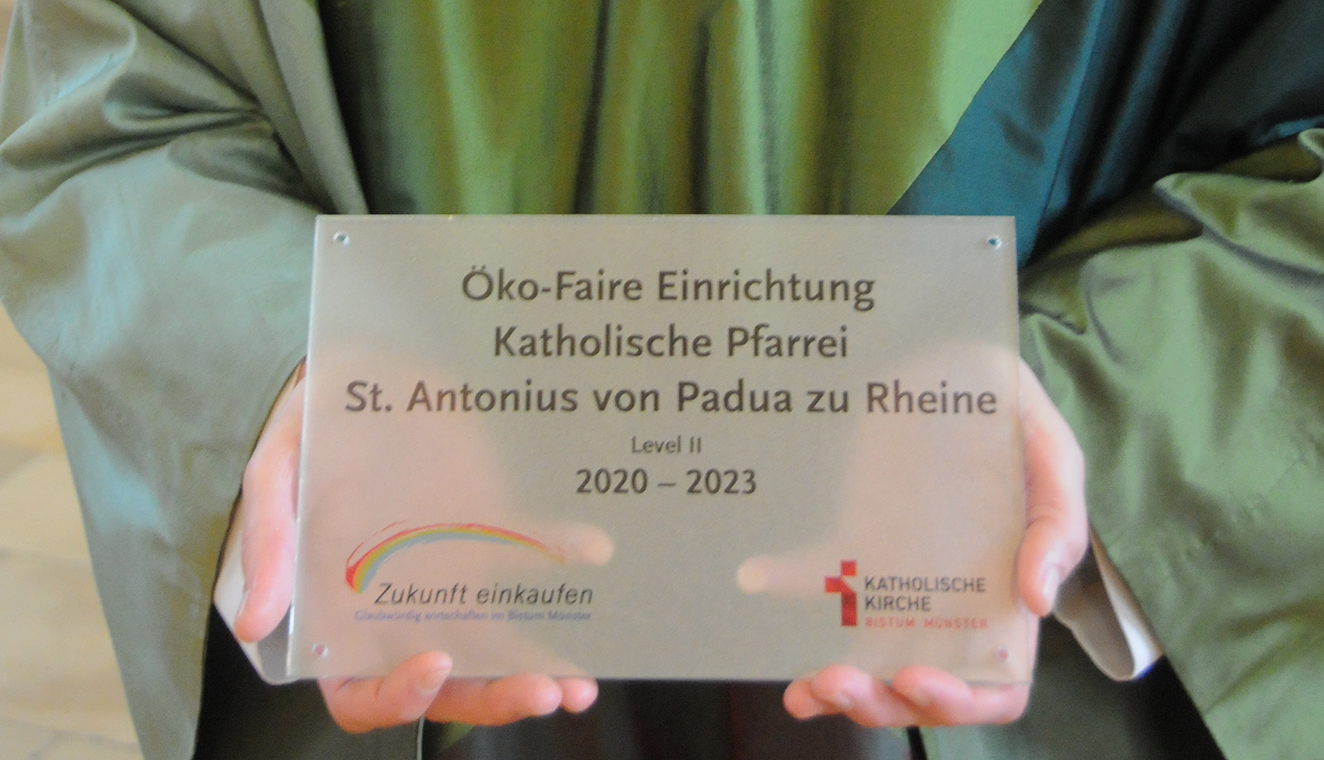 Öko-Faire Einrichtung
Katholische Pfarrei
St. Antonius von Padua zu Rheine
Level II
2020 – 2023
Zukunft einkaufen
Glaubwürdig wirtschaften im Bistum Münster
KATHOLISCHE
KIRCHE
BISTUM MÜNSTER